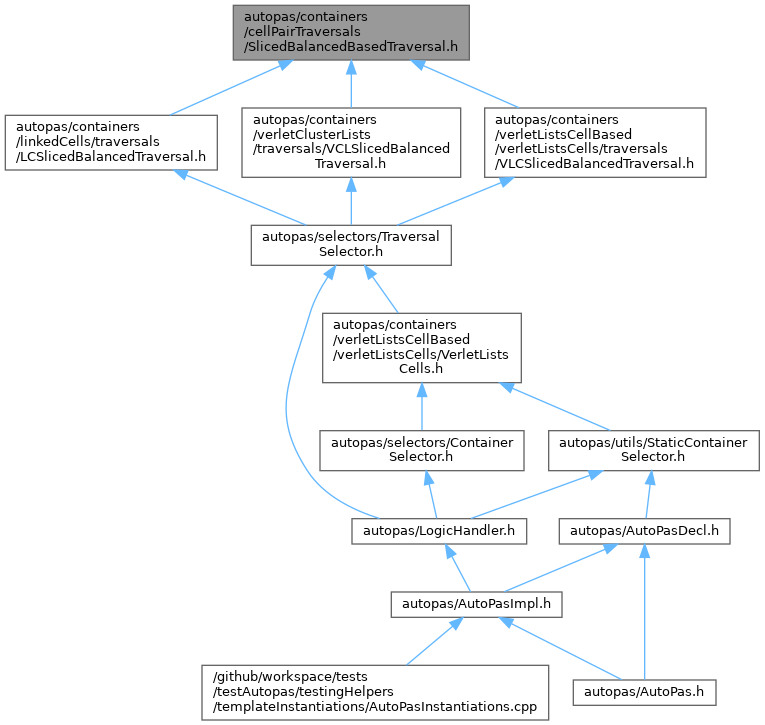 autopas/containers
/cellPairTraversals
/SlicedBalancedBasedTraversal.h
autopas/containers
/linkedCells/traversals
/LCSlicedBalancedTraversal.h
autopas/containers
/verletClusterLists
/traversals/VCLSlicedBalanced
Traversal.h
autopas/containers
/verletListsCellBased
/verletListsCells/traversals
/VLCSlicedBalancedTraversal.h
autopas/selectors/Traversal
Selector.h
autopas/containers
/verletListsCellBased
/verletListsCells/VerletLists
Cells.h
autopas/selectors/Container
Selector.h
autopas/utils/StaticContainer
Selector.h
autopas/LogicHandler.h
autopas/AutoPasDecl.h
autopas/AutoPasImpl.h
/github/workspace/tests
/testAutopas/testingHelpers
/templateInstantiations/AutoPasInstantiations.cpp
autopas/AutoPas.h